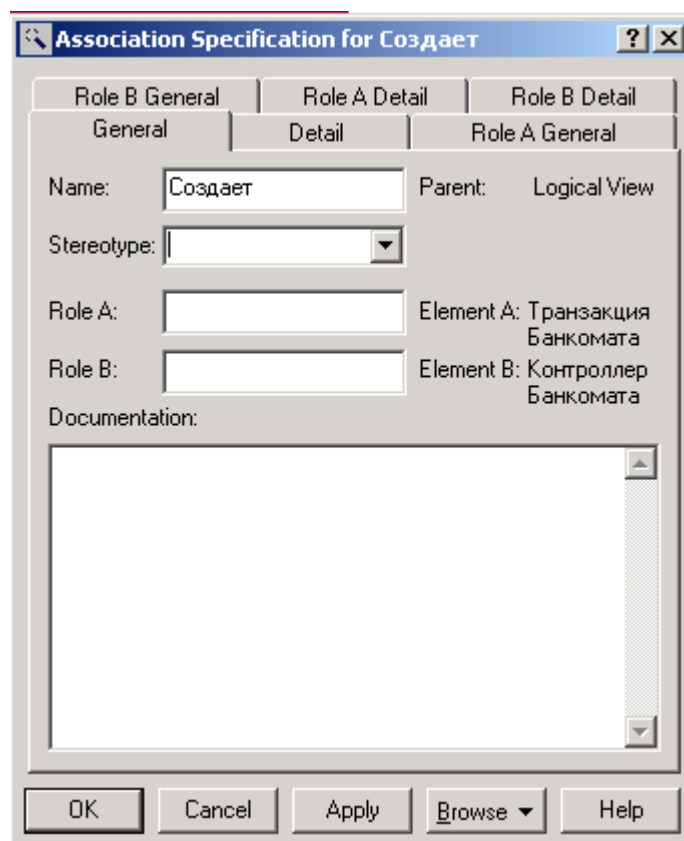 Association Specification for Создает
Role B General Role A Detail Role B Detail
General Detail Role A General
Name: Создает Parent: Logical View
Stereotype:
Role A: Element A: Транзакция
Банкомата
Role B: Element B: Контроллер
Банкомата
Documentation:
OK Cancel Apply Browse Help